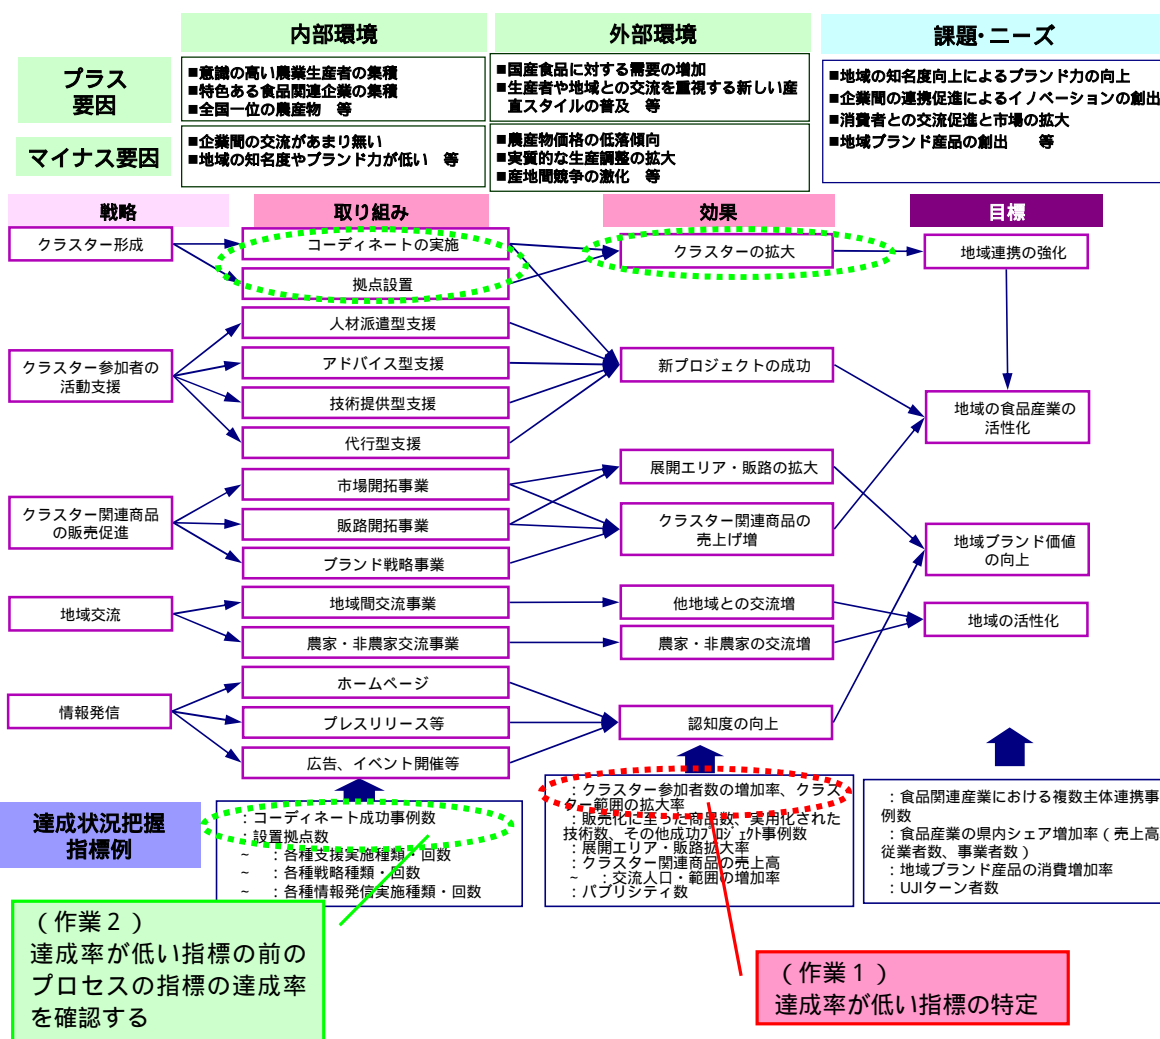 内部環境
外部環境
課題・ニーズ
プラス
要因
■意識の高い農業生産者の集積
■特色ある食品関連企業の集積
■全国一位の農産物　等
■国産食品に対する需要の増加
■生産者や地域との交流を重視する新しい産
直スタイルの普及　等
■地域の知名度向上によるブランド力の向上
■企業間の連携促進によるイノベーションの創出
■消費者との交流促進と市場の拡大
■地域ブランド産品の創出　　等
マイナス要因
■企業間の交流があまり無い
■地域の知名度やブランド力が低い　等
■農産物価格の低落傾向
■実質的な生産調整の拡大
■産地間競争の激化　等
戦略
取り組み
効果
目標
クラスター形成
コーディネートの実施
クラスターの拡大
地域連携の強化
拠点設置
人材派遣型支援
クラスター参加者の
活動支援
アドバイス型支援
新プロジェクトの成功
技術提供型支援
地域の食品産業の
活性化
代行型支援
市場開拓事業
展開エリア・販路の拡大
クラスター関連商品
の販売促進
販路開拓事業
クラスター関連商品の
売上げ増
地域ブランド価値
の向上
ブランド戦略事業
地域交流
地域間交流事業
他地域との交流増
地域の活性化
農家・非農家交流事業
農家・非農家の交流増
情報発信
ホームページ
プレスリリース等
認知度の向上
広告、イベント開催等
達成状況把握
指標例
：コーディネート成功事例数
：設置拠点数
~　：各種支援実施種類・回数
~　：各種戦略種類・回数
~　：各種情報発信実施種類・回数
：クラスター参加者数の増加率、クラス
ター範囲の拡大率
：販売化に至った商品数、実用化された
技術数、その他成功ﾌﾟﾛｼﾞｪｸﾄ事例数
：展開エリア・販路拡大率
：クラスター関連商品の売上高
~　：交流人口・範囲の増加率
：パブリシティ数
：食品関連産業における複数主体連携事
例数
：食品産業の県内シェア増加率（売上高
従業者数、事業者数）
：地域ブランド産品の消費増加率
：UJIターン者数
（作業２）
達成率が低い指標の前の
プロセスの指標の達成率
を確認する
（作業１）
達成率が低い指標の特定